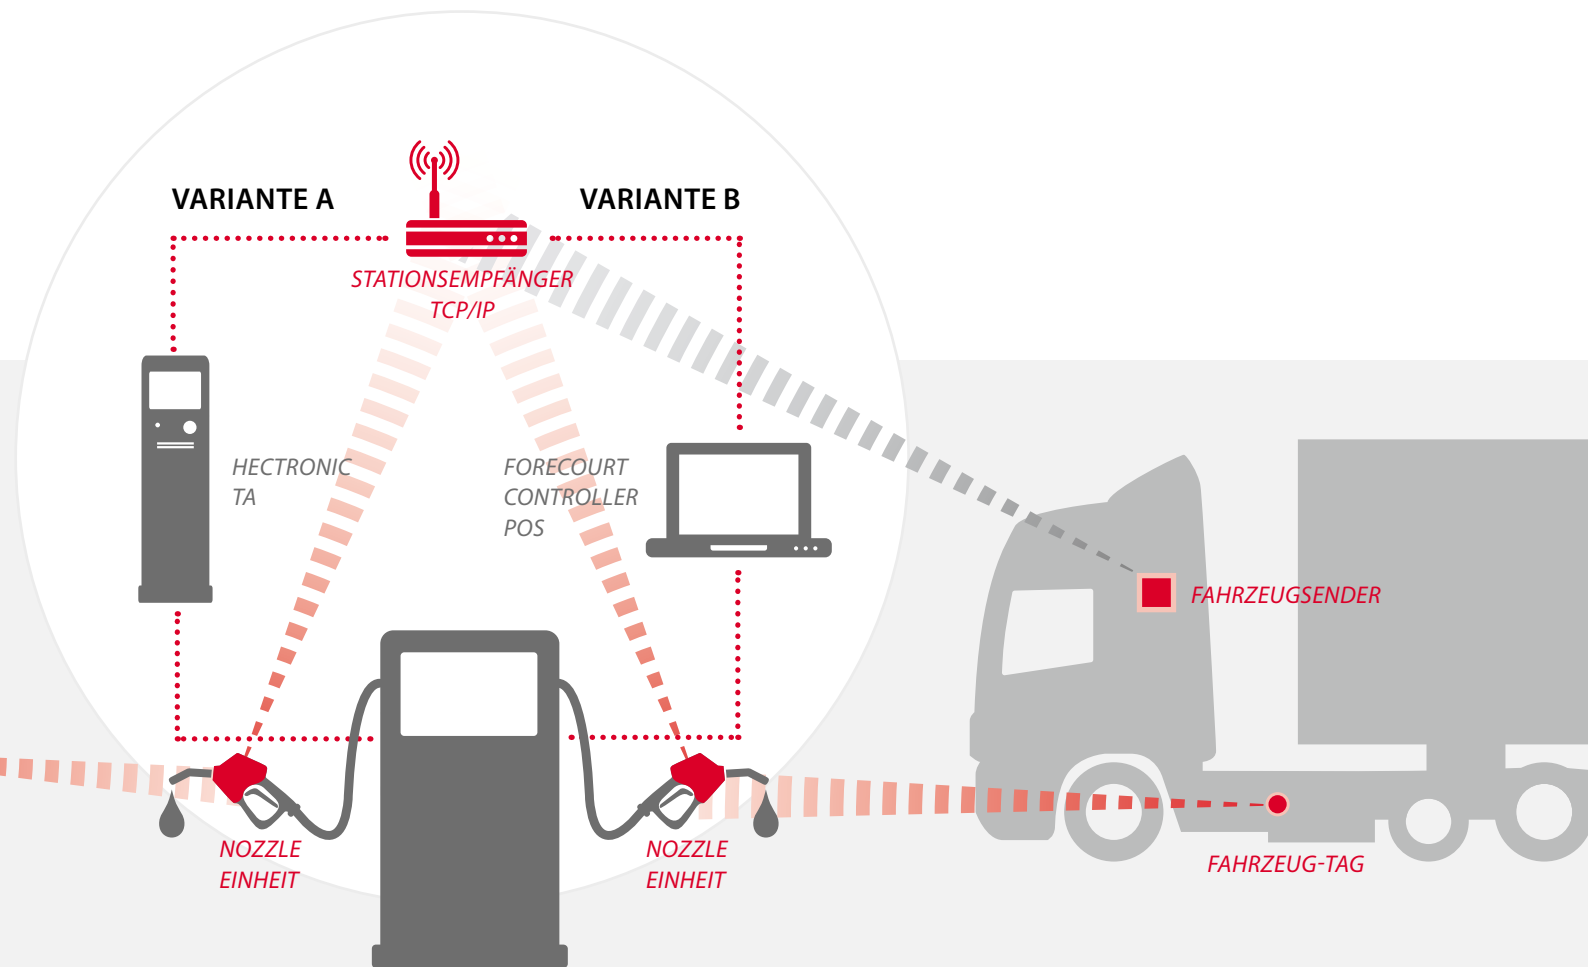 VARIANTE A
VARIANTE B
STATIONSEMPFÄNGER
TCP/IP
HECTRONIC
TA
FORECOURT
CONTROLLER
POS
FAHRZEUGSENDER
NOZZLE
EINHEIT
NOZZLE
EINHEIT
FAHRZEUG-TAG